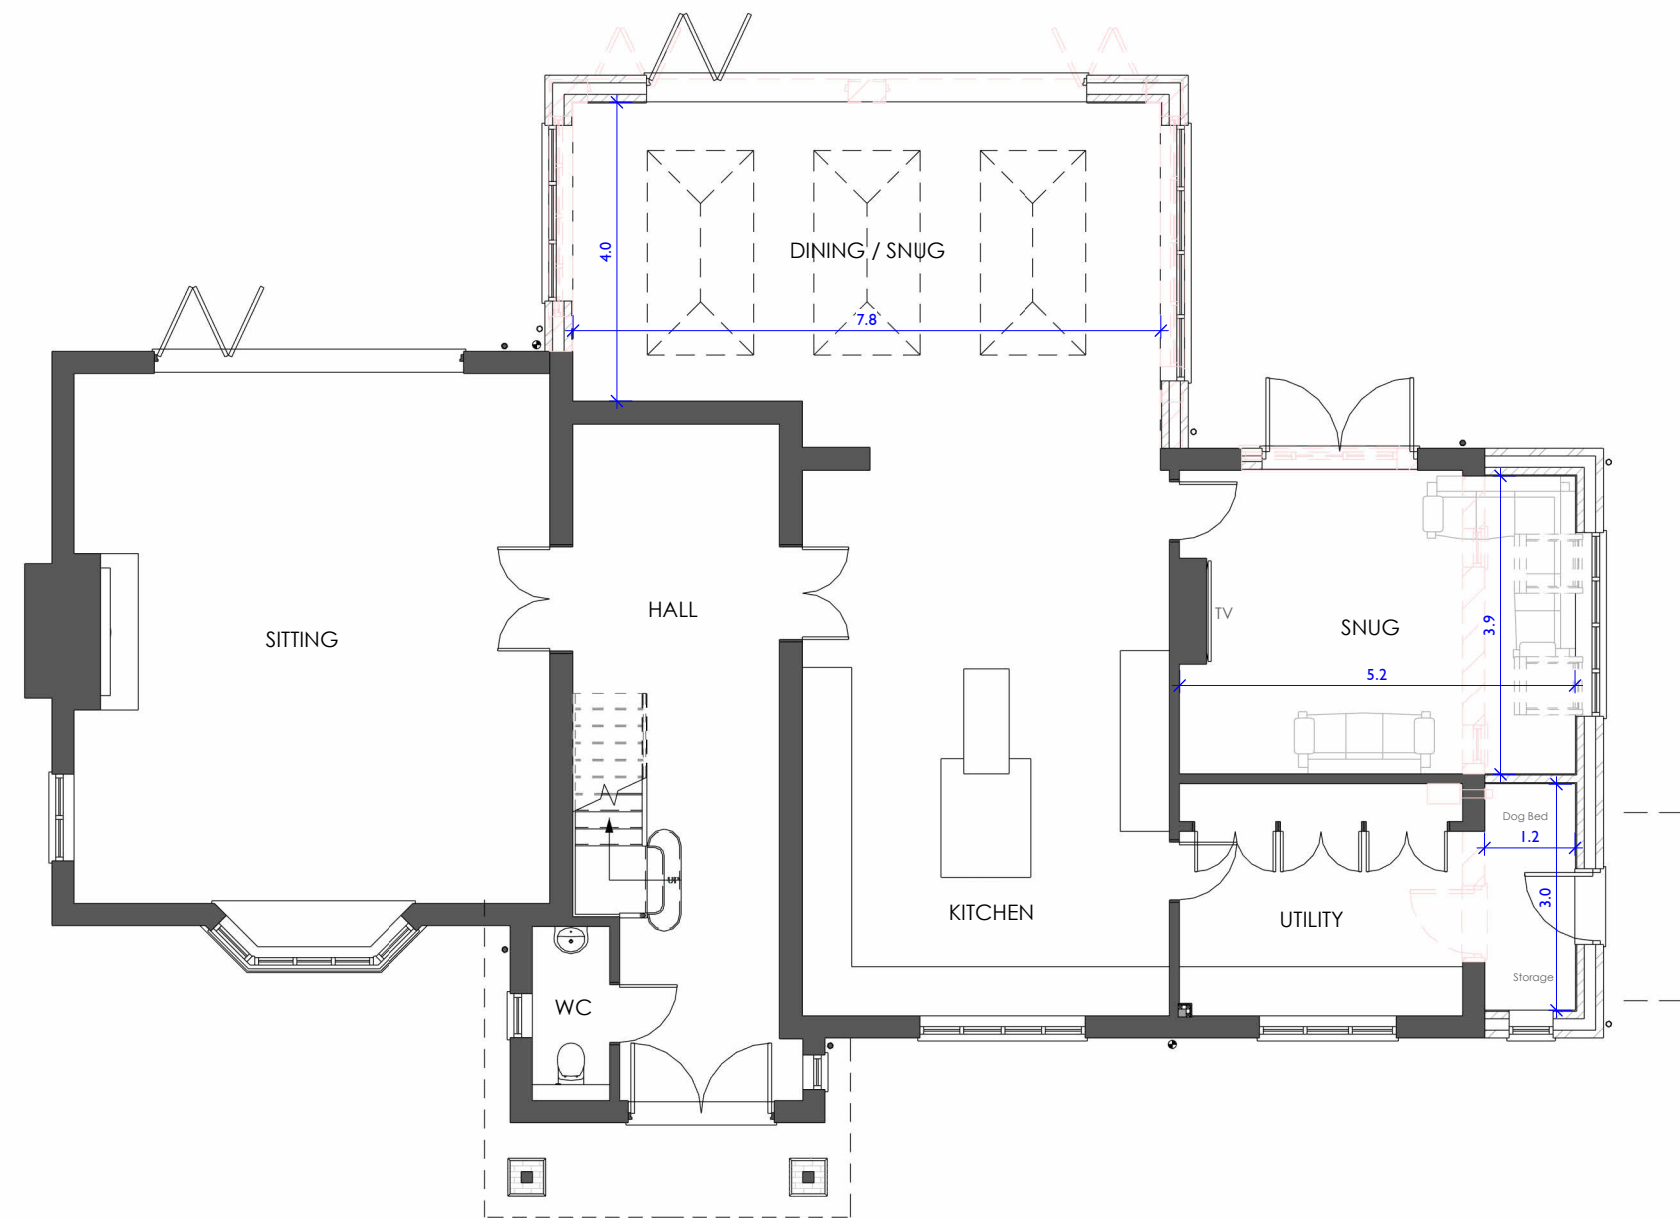 DINING / SNUG
4.0
7.8
HALL
SITTING
TV
SNUG
3.9
5.2
Dog Bed
1.2
3.0
UP
KITCHEN
UTILITY
Storage
WC